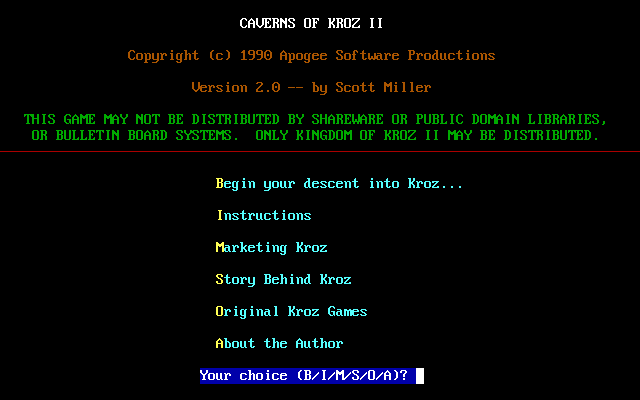 CAVERNS OF KROZ II
Copyright (c) 1990 Apogee Software Productions
Version 2.0 -- by Scott Miller
THIS GAME MAY NOT BE DISTRIBUTED BY SHAREWARE OR PUBLIC DOMAIN LIBRARIES,
OR BULLETIN BOARD SYSTEMS.  ONLY KINGDOM OF KROZ II MAY BE DISTRIBUTED.
Begin your descent into Kroz...
Instructions
Marketing Kroz
Story Behind Kroz
Original Kroz Games
About the Author
Your choice (B/I/M/S/O/A)?